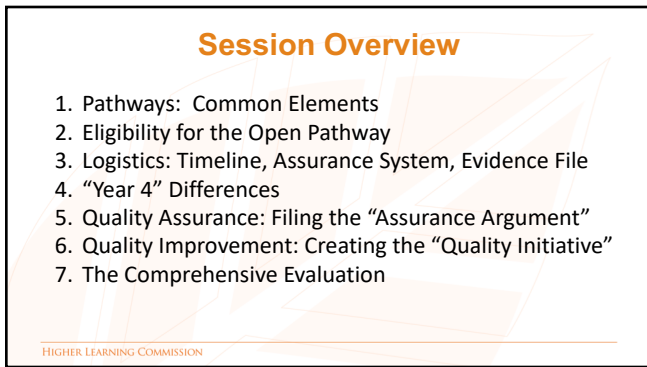 Session Overview
1. Pathways: Common Elements
2. Eligibility for the Open Pathway
3. Logistics: Timeline, Assurance System, Evidence File
4. “Year 4” Differences
5. Quality Assurance: Filing the “Assurance Argument”
6. Quality Improvement: Creating the “Quality Initiative”
7. The Comprehensive Evaluation
HIGHER LEARNING COMMISSION